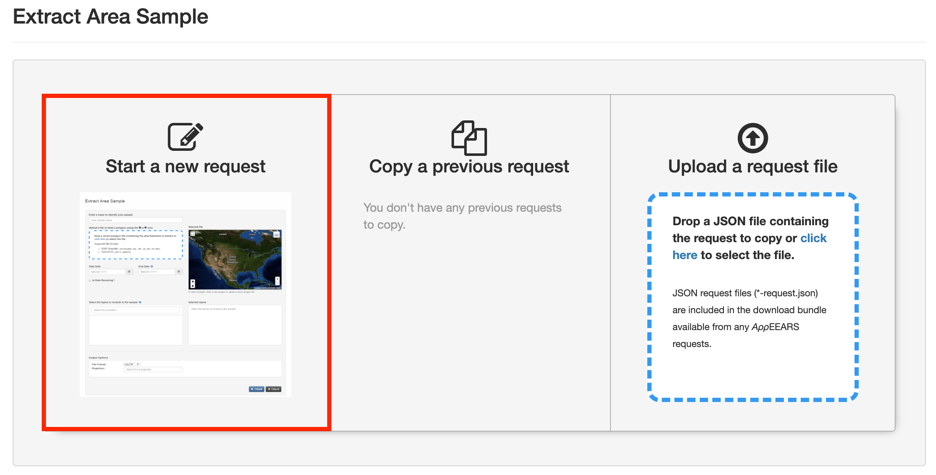 Extract Area Sample
Start a new request
Extract Area Sample
Copy a previous request
You don't have any previous requests
to copy.
Upload a request file
Drop a JSON file containing
the request to copy or click
here to select the file.
JSON request files (*-request.json)
are included in the download bundle
available from any AppEEARS
requests.